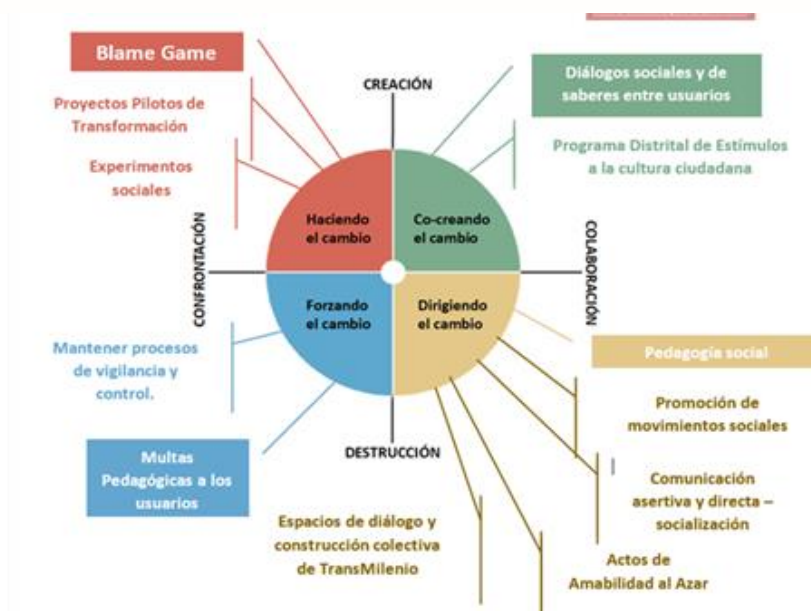 Blame Game
Proyectos Pilotos de
Transformación
Experimentos
sociales
CREACIÓN
Diálogos sociales y de
saberes entre usuarios
Programa Distrital de Estímulos
a la cultura ciudadana
Haciendo
el cambio
Co-creando
el cambio
CONFRONTACIÓN
COLABORACIÓN
Forzando
el cambio
Dirigiendo
el cambio
Mantener procesos
de vigilancia y
control.
Multas
Pedagógicas a los
usuarios
DESTRUCCIÓN
Pedagogía social
Promoción de
movimientos sociales
Comunicación
asertiva y directa –
socialización
Espacios de diálogo y
construcción colectiva
de TransMilenio
Actos de
Amabilidad al Azar